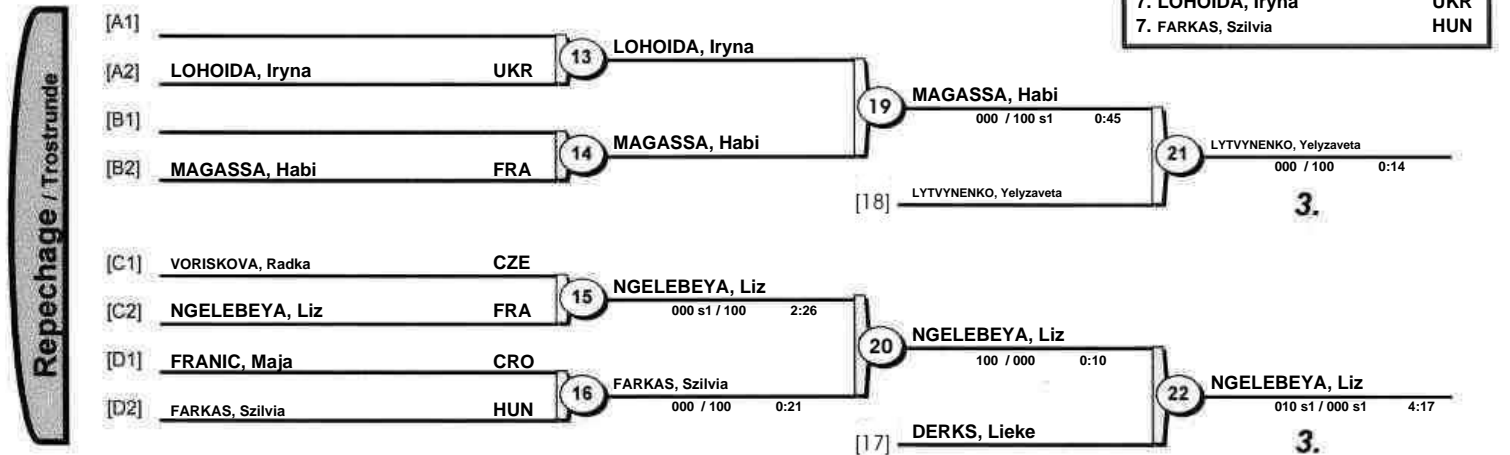 7. LOHOIDA, Iryna UKR
7. FARKAS, Szilvia HUN
Repechage / Trostrunde
[A1]
[A2] LOHOIDA, Iryna UKR
13 LOHOIDA, Iryna
[B1]
[B2] MAGASSA, Habi FRA
14 MAGASSA, Habi
19 MAGASSA, Habi
000 / 100 s1 0:45
[18] LYTVYNENKO, Yelyzaveta
21 LYTVYNENKO, Yelyzaveta
000 / 100 0:14
3.
[C1] VORISKOVA, Radka CZE
[C2] NGELEBEYA, Liz FRA
15 NGELEBEYA, Liz
000 s1 / 100 2:26
[D1] FRANIC, Maja CRO
[D2] FARKAS, Szilvia HUN
16 FARKAS, Szilvia
000 / 100 0:21
20 NGELEBEYA, Liz
100 / 000 0:10
[17] DERKS, Lieke
22 NGELEBEYA, Liz
010 s1 / 000 s1 4:17
3.